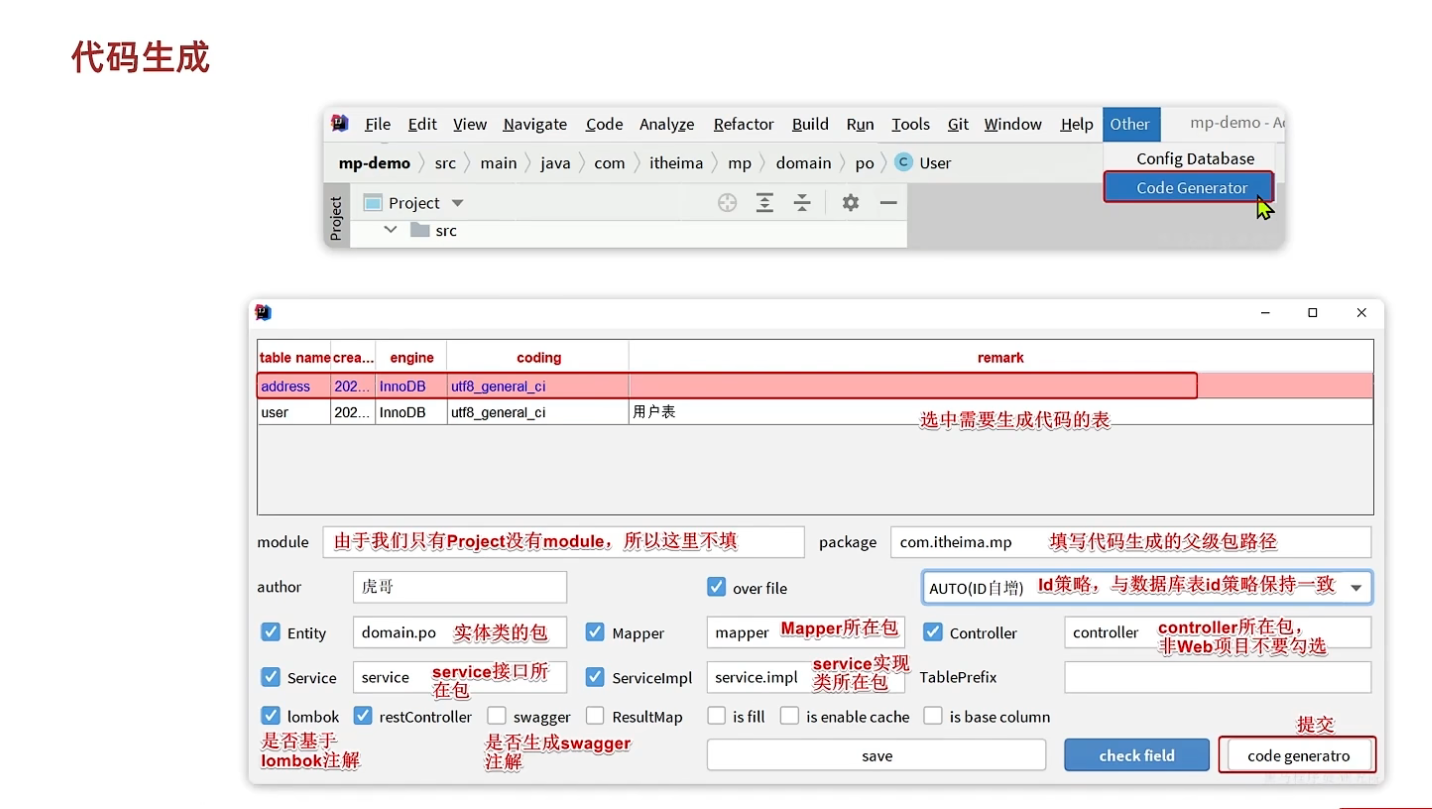 代码生成
File Edit View Navigate Code Analyze Refactor Build Run Tools Git Window Help Other mp-demo - Ac
Config Database
mp-demo src main java com itheima mp domain po C User
Code Generator
Project
Project
src
table name crea... engine coding remark
address 202... InnoDB utf8_general_ci
user 202... InnoDB utf8_general_ci 用户表
选中需要生成代码的表
module 由于我们只有Project没有module，所以这里不填 package com.itheima.mp 填写代码生成的父级包路径
author 虎哥 over file AUTO(ID自增) Id策略，与数据库表id策略保持一致
Entity domain.po 实体类的包 Mapper mapper Mapper所在包 Controller controller controller所在包，
非Web项目不要勾选
Service service service接口所
在包
ServiceImpl service.impl service实现
类所在包
TablePrefix
lombok restController swagger ResultMap is fill is enable cache is base column
是否基于
lombok注解
是否生成swagger
注解
提交
save check field code generatro